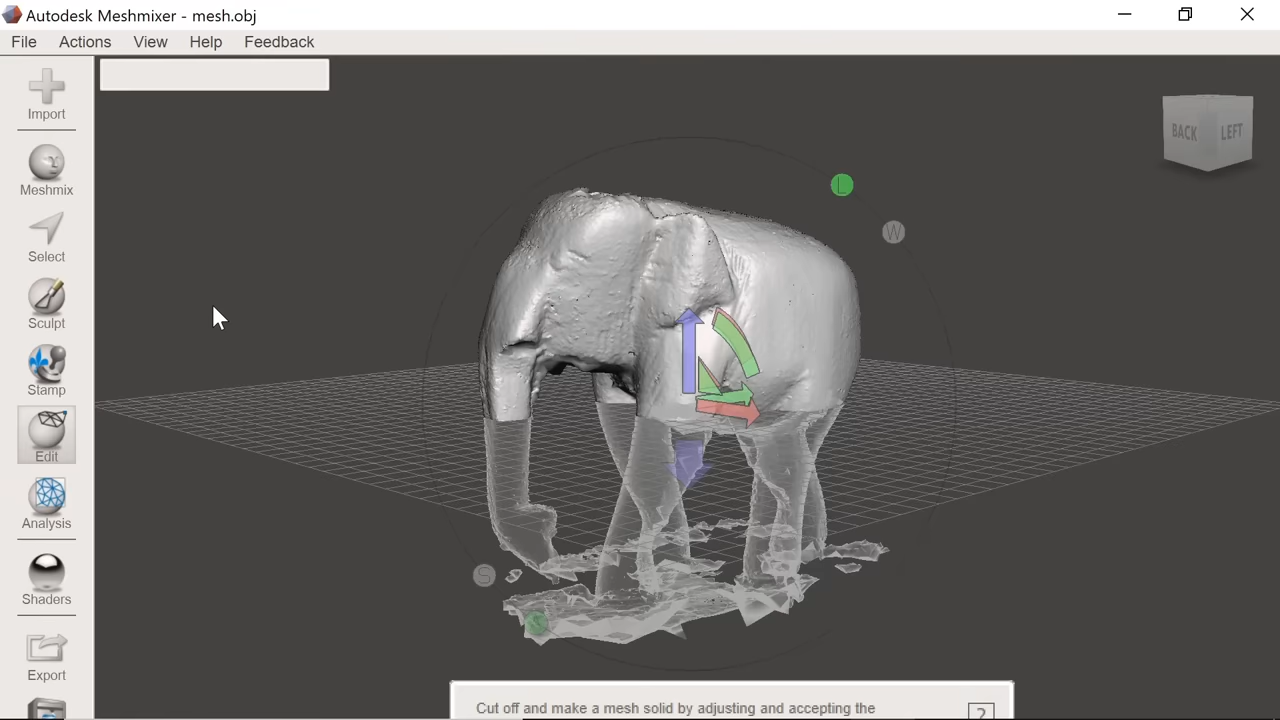 Autodesk Meshmixer - mesh.obj
File Actions View Help Feedback
Import
Meshmix
Select
Sculpt
Stamp
Edit
Analysis
Shaders
Export
BACK LEFT
L
W
S
Cut off and make a mesh solid by adjusting and accepting the
?